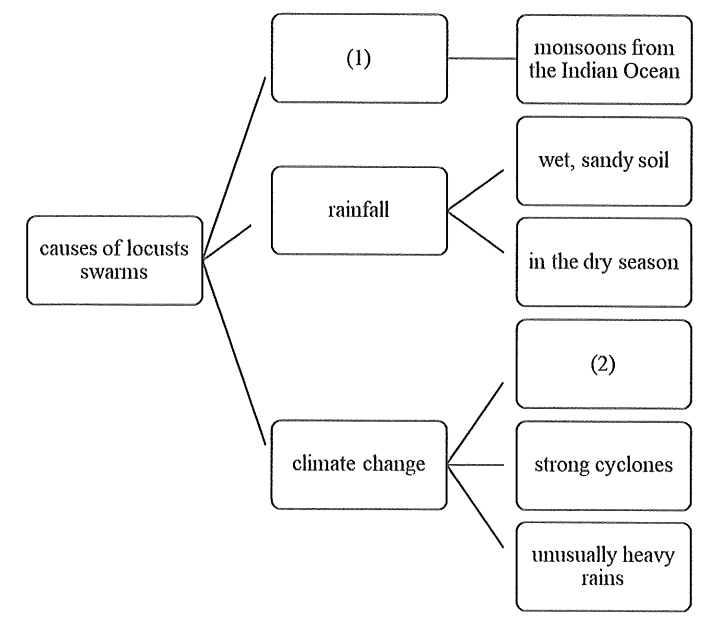 causes of locusts
swarms
(1)
monsoons from
the Indian Ocean
rainfall
wet, sandy soil
in the dry season
climate change
(2)
strong cyclones
unusually heavy
rains